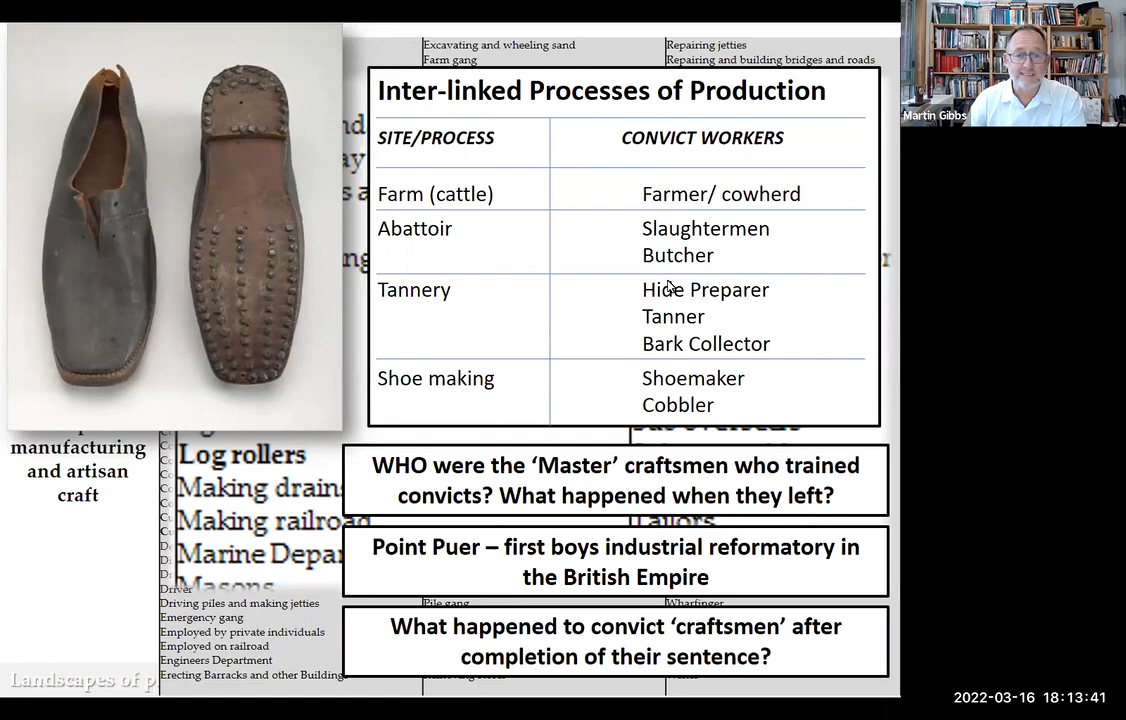 Excavating and wheeling sand
Farm gang
Repairing jetties
Repairing and building bridges and roads
Martin Gibbs
Inter-linked Processes of Production
SITE/PROCESS CONVICT WORKERS
Farm (cattle) Farmer/ cowherd
Abattoir Slaughtermen
Butcher
Tannery Hide Preparer
Tanner
Bark Collector
Shoe making Shoemaker
Cobbler
manufacturing
and artisan
craft
Log rollers
Making drains
Making railroad
Marine Depar
Masons
Tailors
WHO were the ‘Master’ craftsmen who trained
convicts? What happened when they left?
Point Puer – first boys industrial reformatory in
the British Empire
What happened to convict ‘craftsmen’ after
completion of their sentence?
Driver
Driving piles and making jetties
Emergency gang
Employed by private individuals
Employed on railroad
Engineers Department
Erecting Barracks and other Buildings
Pile gang
Wharfinger
Landscapes of p
2022-03-16 18:13:41